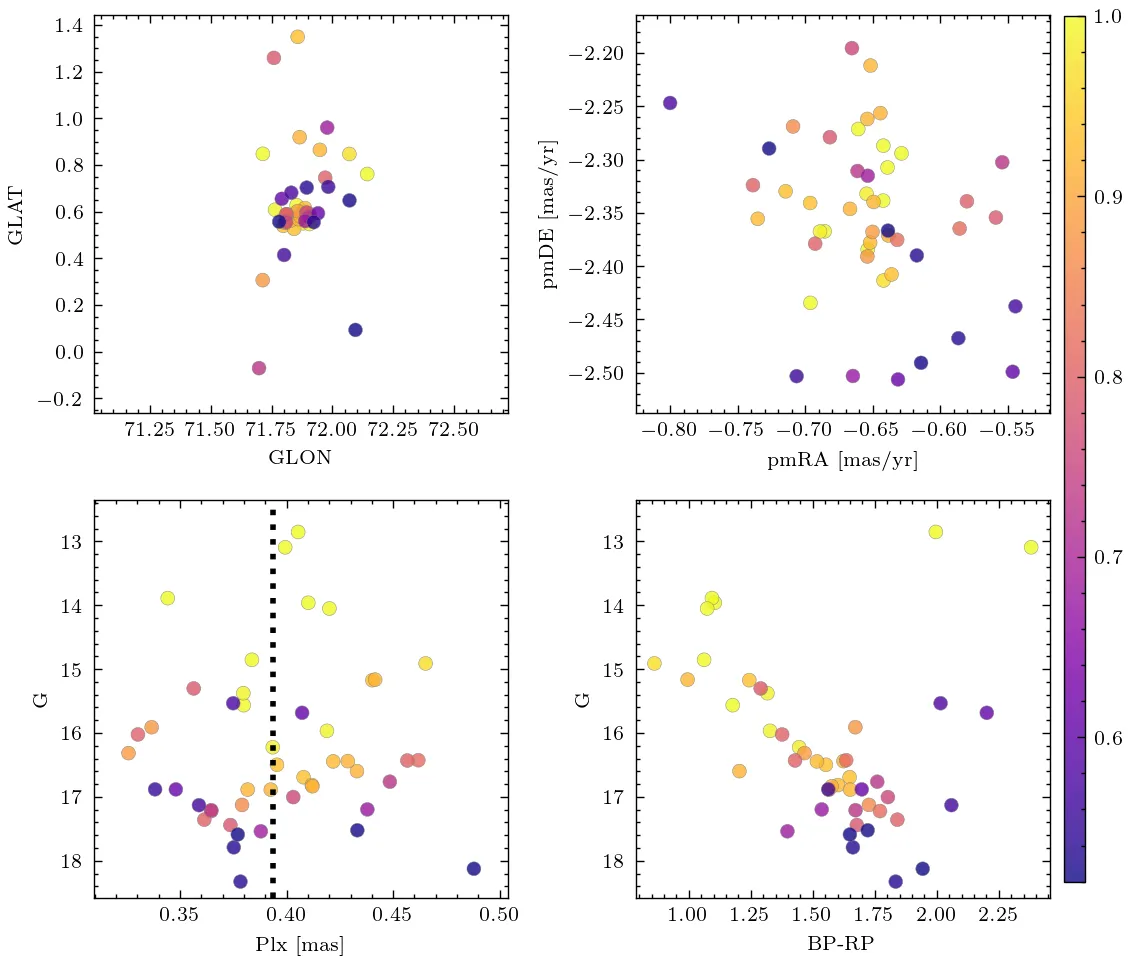 1.4
1.2
1.0
0.8
0.6
0.4
0.2
0.0
−0.2
GLAT
71.25 71.50 71.75 72.00 72.25 72.50
GLON
−2.20
−2.25
−2.30
−2.35
−2.40
−2.45
−2.50
pmDE [mas/yr]
−0.80 −0.75 −0.70 −0.65 −0.60 −0.55
pmRA [mas/yr]
13
14
15
16
17
18
G
0.35 0.40 0.45 0.50
Plx [mas]
13
14
15
16
17
18
G
1.00 1.25 1.50 1.75 2.00 2.25
BP-RP
1.0
0.9
0.8
0.7
0.6